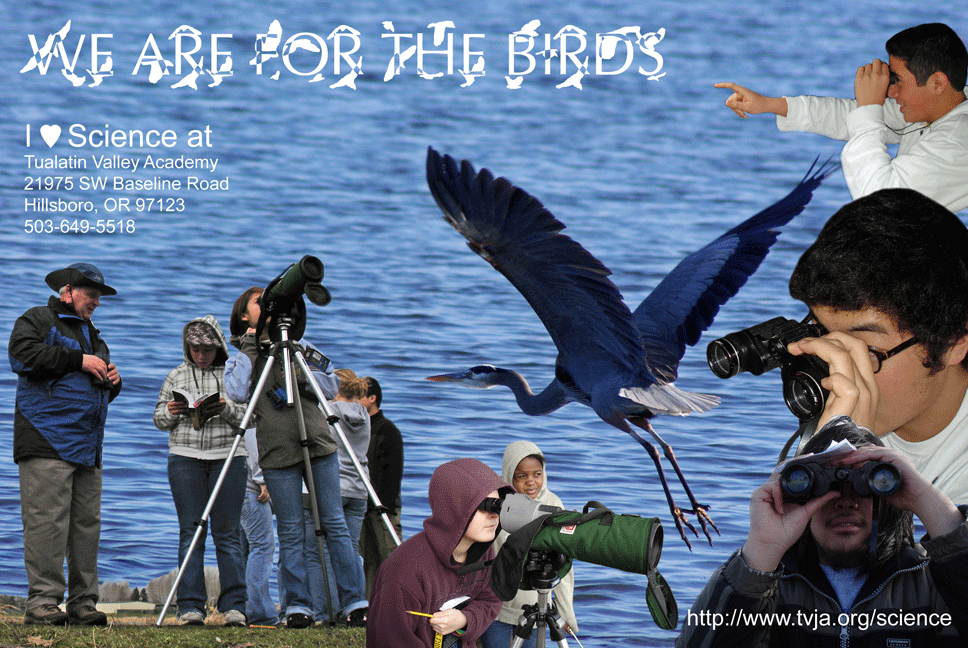 WE ARE FOR THE BIRDS
I ♥ Science at
Tualatin Valley Academy
21975 SW Baseline Road
Hillsboro, OR 97123
503-649-5518
http://www.tvja.org/science